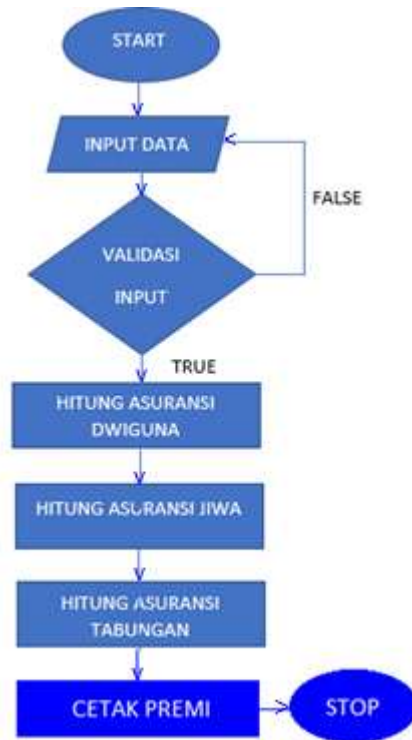 START
INPUT DATA
FALSE
VALIDASI
INPUT
TRUE
HITUNG ASURANSI
DWIGUNA
HITUNG ASURANSI JIWA
HITUNG ASURANSI
TABUNGAN
CETAK PREMI
STOP